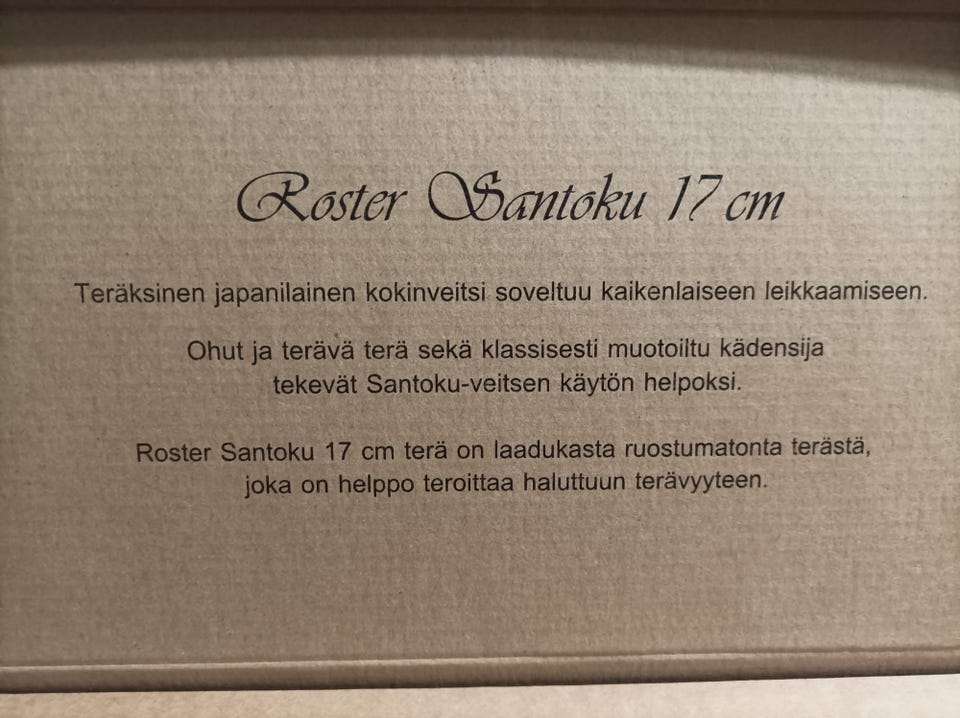 Roster Santoku 17 cm
Teräksinen japanilainen kokinveitsi soveltuu kaikenlaiseen leikkaamiseen.
Ohut ja terävä terä sekä klassisesti muotoiltu kädensija
tekevät Santoku-veitsen käytön helpoksi.
Roster Santoku 17 cm terä on laadukasta ruostumatonta terästä,
joka on helppo teroittaa haluttuun terävyyteen.